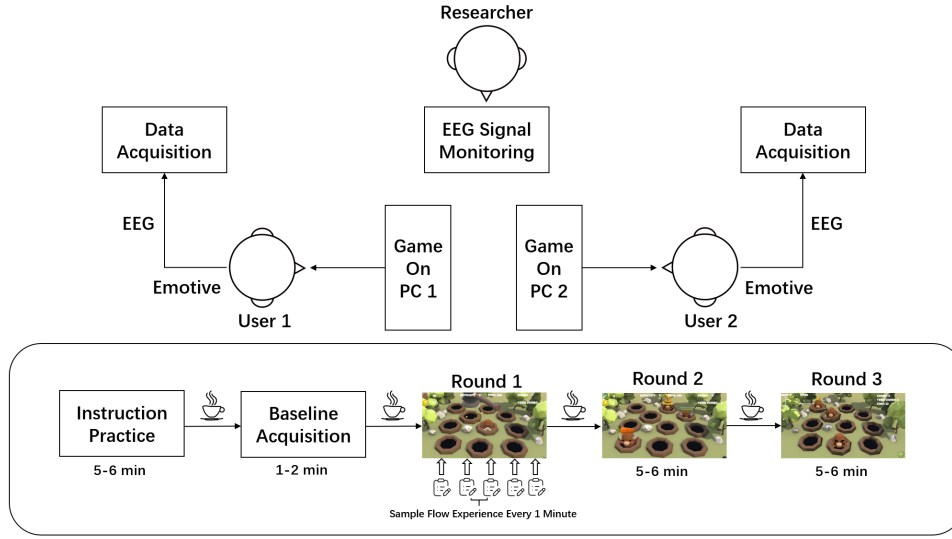 Researcher
Data
Acquisition
EEG Signal
Monitoring
Data
Acquisition
EEG
Emotive
User 1
Game
On
PC 1
Game
On
PC 2
User 2
Emotive
EEG
Instruction
Practice
5-6 min
Baseline
Acquisition
1-2 min
Round 1
Sample Flow Experience Every 1 Minute
Round 2
5-6 min
Round 3
5-6 min